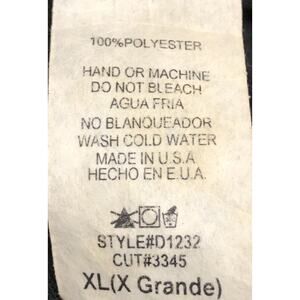 100%POLYESTER
HAND OR MACHINE
DO NOT BLEACH
AGUA FRIA
NO BLANQUEADOR
WASH COLD WATER
MADE IN U.S.A
HECHO EN E.U.A.
STYLE#D1232
CUT#3345
XL(X Grande)